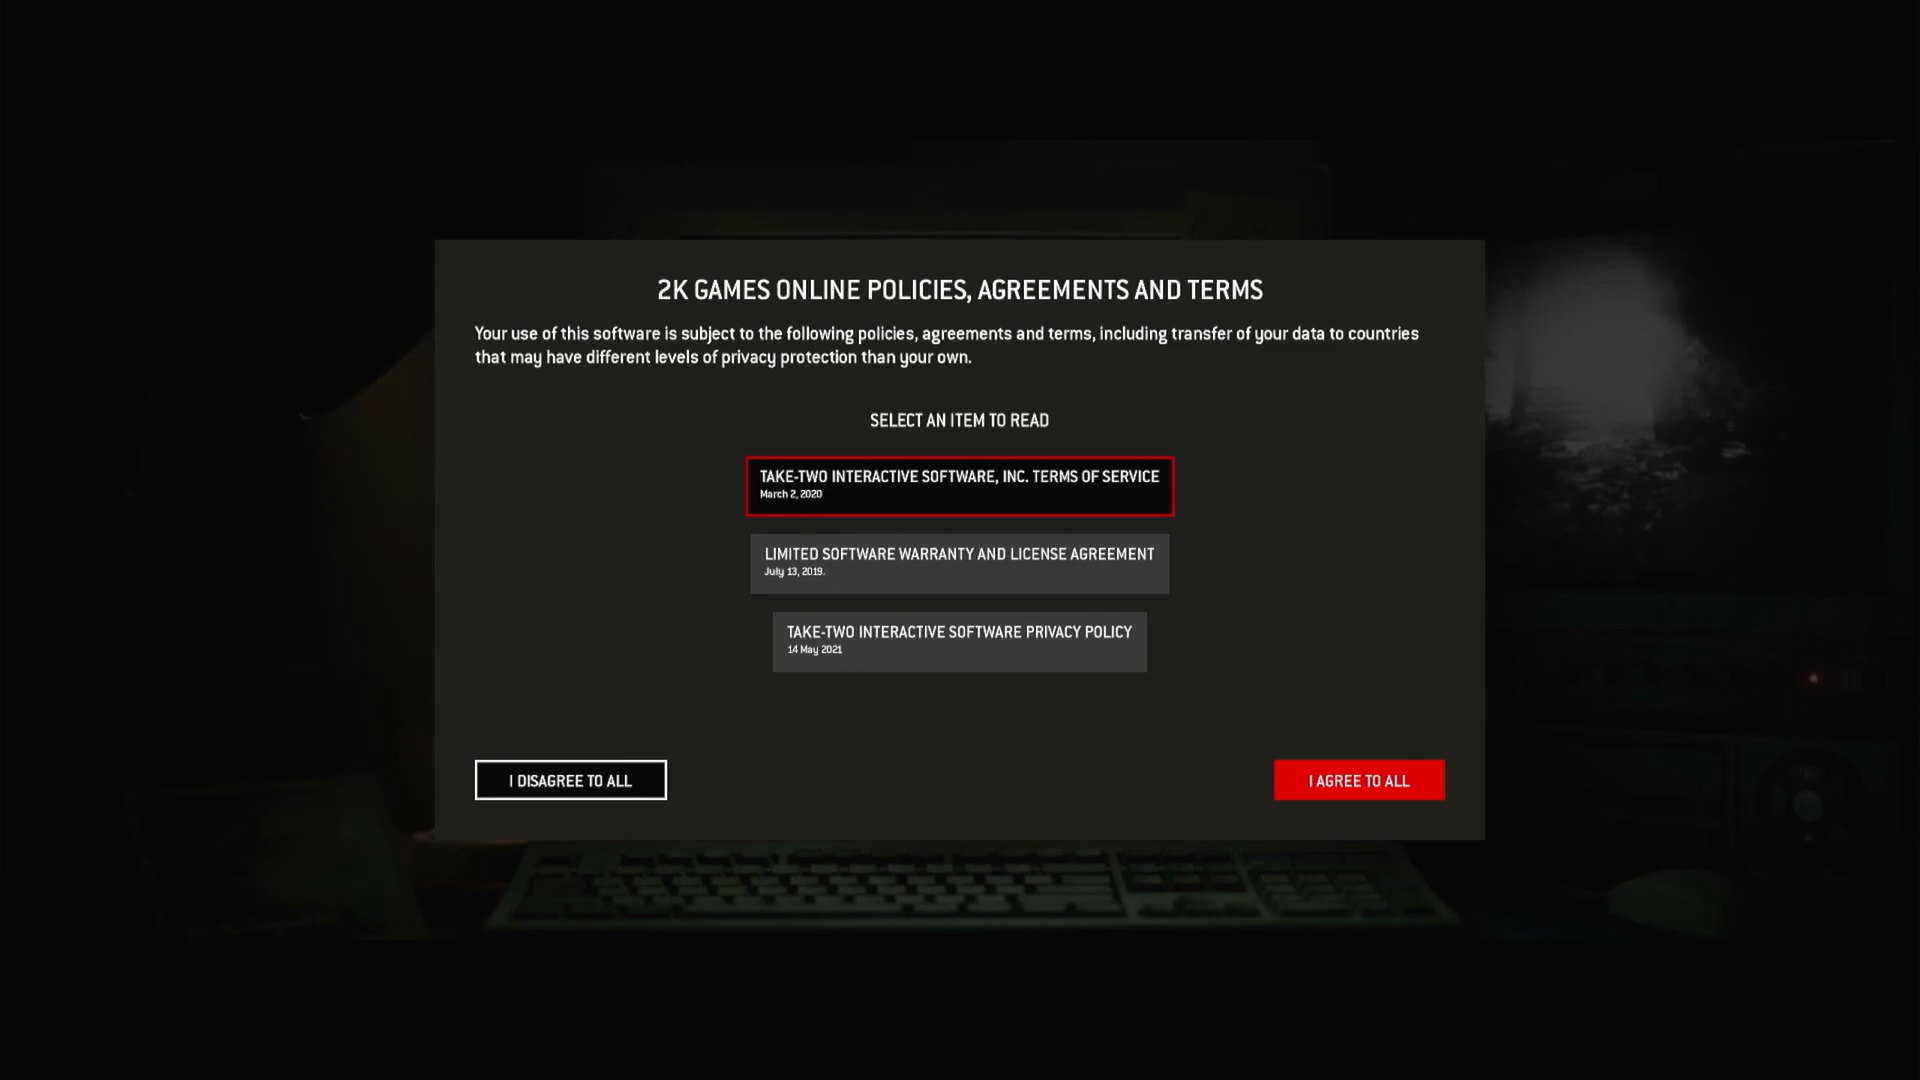 2K GAMES ONLINE POLICIES, AGREEMENTS AND TERMS
Your use of this software is subject to the following policies, agreements and terms, including transfer of your data to countries
that may have different levels of privacy protection than your own.
SELECT AN ITEM TO READ
TAKE-TWO INTERACTIVE SOFTWARE, INC. TERMS OF SERVICE
March 2, 2020
LIMITED SOFTWARE WARRANTY AND LICENSE AGREEMENT
July 13, 2019.
TAKE-TWO INTERACTIVE SOFTWARE PRIVACY POLICY
14 May 2021
I DISAGREE TO ALL
I AGREE TO ALL